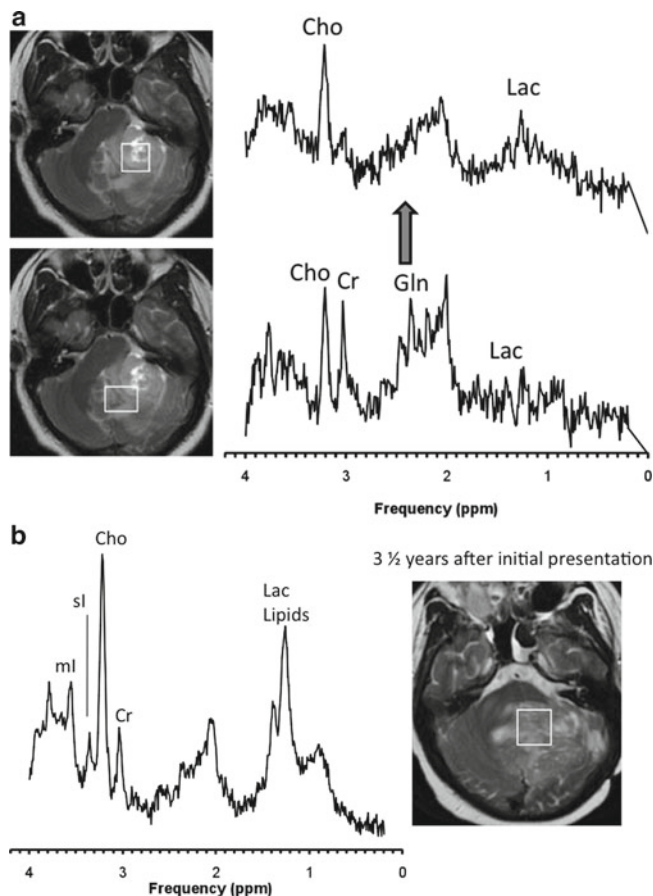 a
Cho
Lac
Cho Cr Gln
Lac
4 3 2 1 0
Frequency (ppm)
b
Cho
3 ½ years after initial presentation
sI
Lac
Lipids
mI
Cr
4 3 2 1 0
Frequency (ppm)